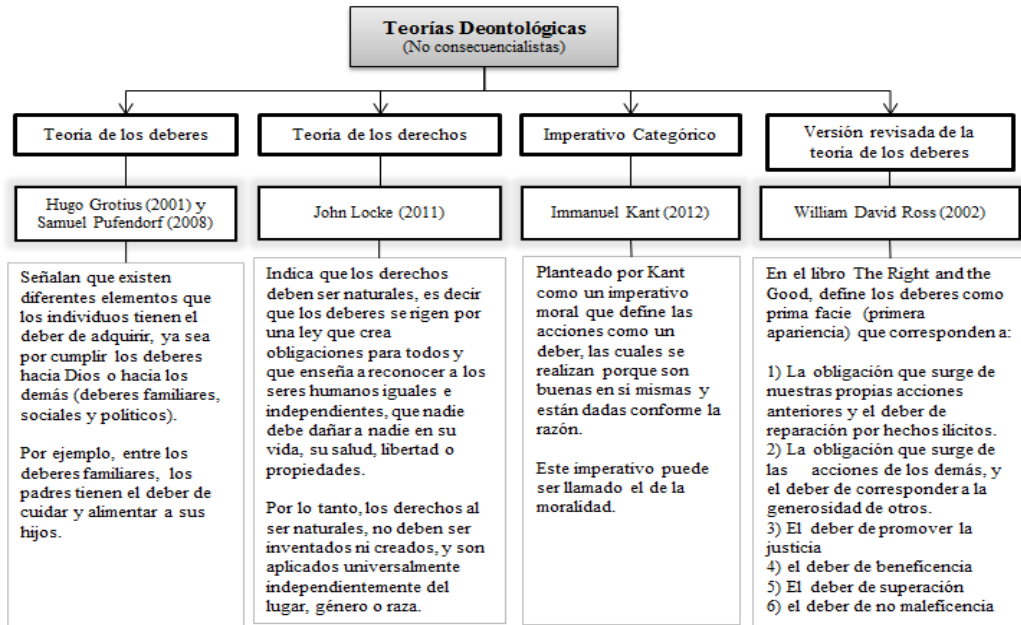 Teorías Deontológicas
(No consecuencialistas)
Teoría de los deberes
Teoría de los derechos
Imperativo Categórico
Versión revisada de la
teoría de los deberes
Hugo Grotius (2001) y
Samuel Pufendorf (2008)
John Locke (2011)
Immanuel Kant (2012)
William David Ross (2002)
Señalan que existen
diferentes elementos que
los individuos tienen el
deber de adquirir, ya sea
por cumplir los deberes
hacia Dios o hacia los
demás (deberes familiares,
sociales y políticos).
Por ejemplo, entre los
deberes familiares, los
padres tienen el deber de
cuidar y alimentar a sus
hijos.
Indica que los derechos
deben ser naturales, es decir
que los deberes se rigen por
una ley que crea
obligaciones para todos y
que enseña a reconocer a los
seres humanos iguales e
independientes, que nadie
debe dañar a nadie en su
vida, su salud, libertad o
propiedades.
Por lo tanto, los derechos al
ser naturales, no deben ser
inventados ni creados, y son
aplicados universalmente
independientemente del
lugar, género o raza.
Planteado por Kant
como un imperativo
moral que define las
acciones como un
deber, las cuales se
realizan porque son
buenas en si mismas y
están dadas conforme la
razón.
Este imperativo puede
ser llamado el de la
moralidad.
En el libro The Right and the
Good, define los deberes como
prima facie (primera
apariencia) que corresponden a:
1) La obligación que surge de
nuestras propias acciones
anteriores y el deber de
reparación por hechos ilícitos.
2) La obligación que surge de
las acciones de los demás, y
el deber de corresponder a la
generosidad de otros.
3) El deber de promover la
justicia
4) el deber de beneficencia
5) El deber de superación
6) el deber de no maleficencia